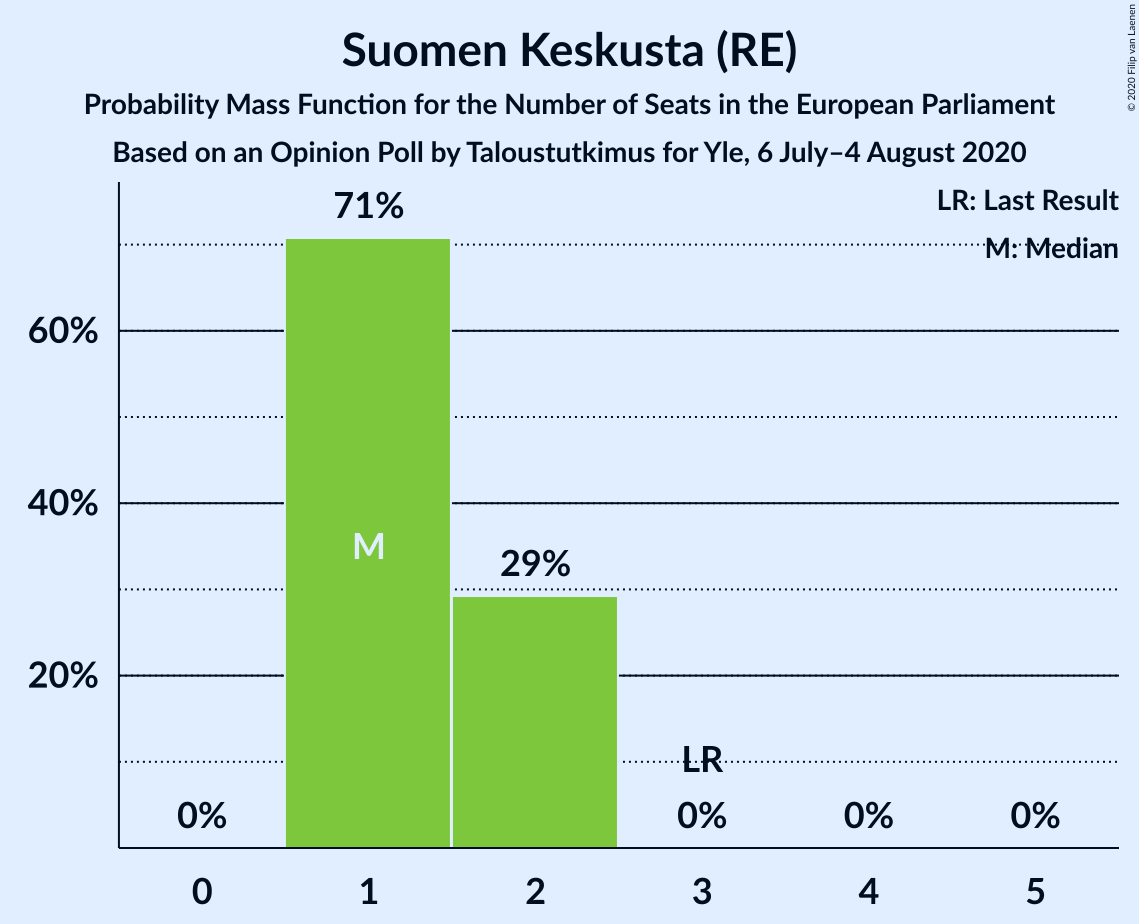 Suomen Keskusta (RE)
Probability Mass Function for the Number of Seats in the European Parliament
Based on an Opinion Poll by Taloustutkimus for Yle, 6 July–4 August 2020
© 2020 Filip van Laenen
LR: Last Result
M: Median
71%
60%
40%
M
29%
20%
LR
0%
0%
0%
0%
0
1
2
3
4
5